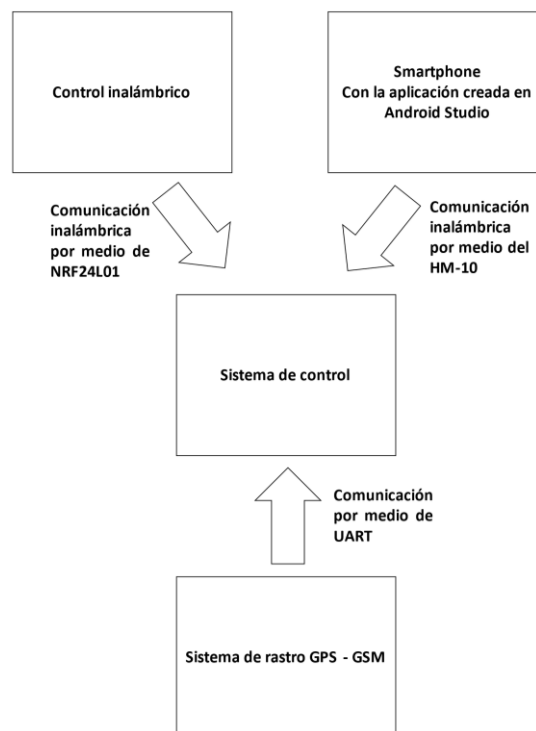 Control inalámbrico
Smartphone
Con la aplicación creada en
Android Studio
Comunicación
inalámbrica
por medio de
NRF24L01
Comunicación
inalámbrica
por medio del
HM-10
Sistema de control
Comunicación
por medio de
UART
Sistema de rastro GPS - GSM